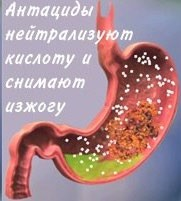 Антациды
нейтрализуют
кислоту и
снимают
изжогу